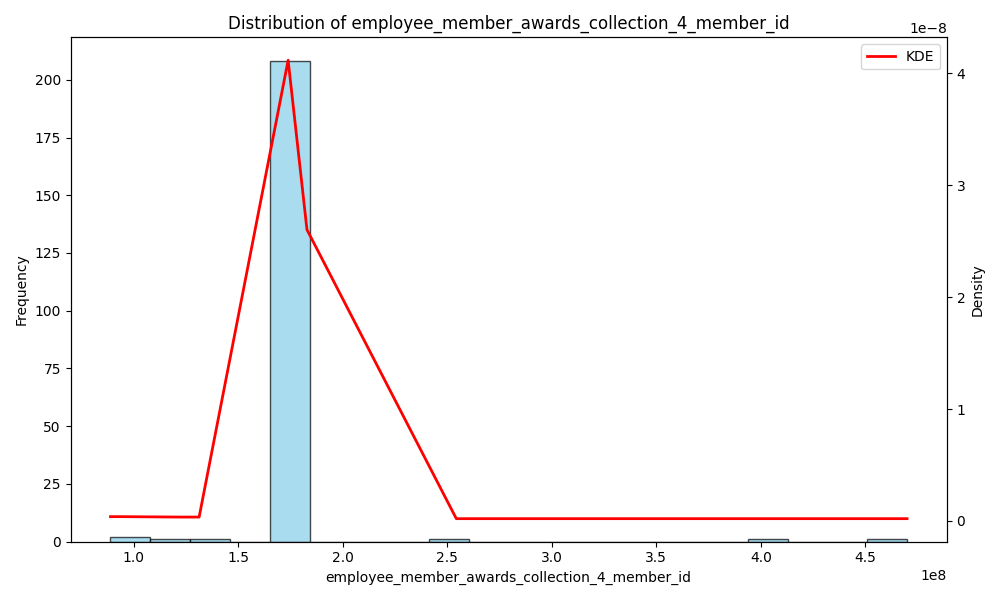 Distribution of employee_member_awards_collection_4_member_id
1e−8
KDE
200
175
150
125
100
75
50
25
0
Frequency
4
3
2
1
0
Density
1.0 1.5 2.0 2.5 3.0 3.5 4.0 4.5
1e8
employee_member_awards_collection_4_member_id